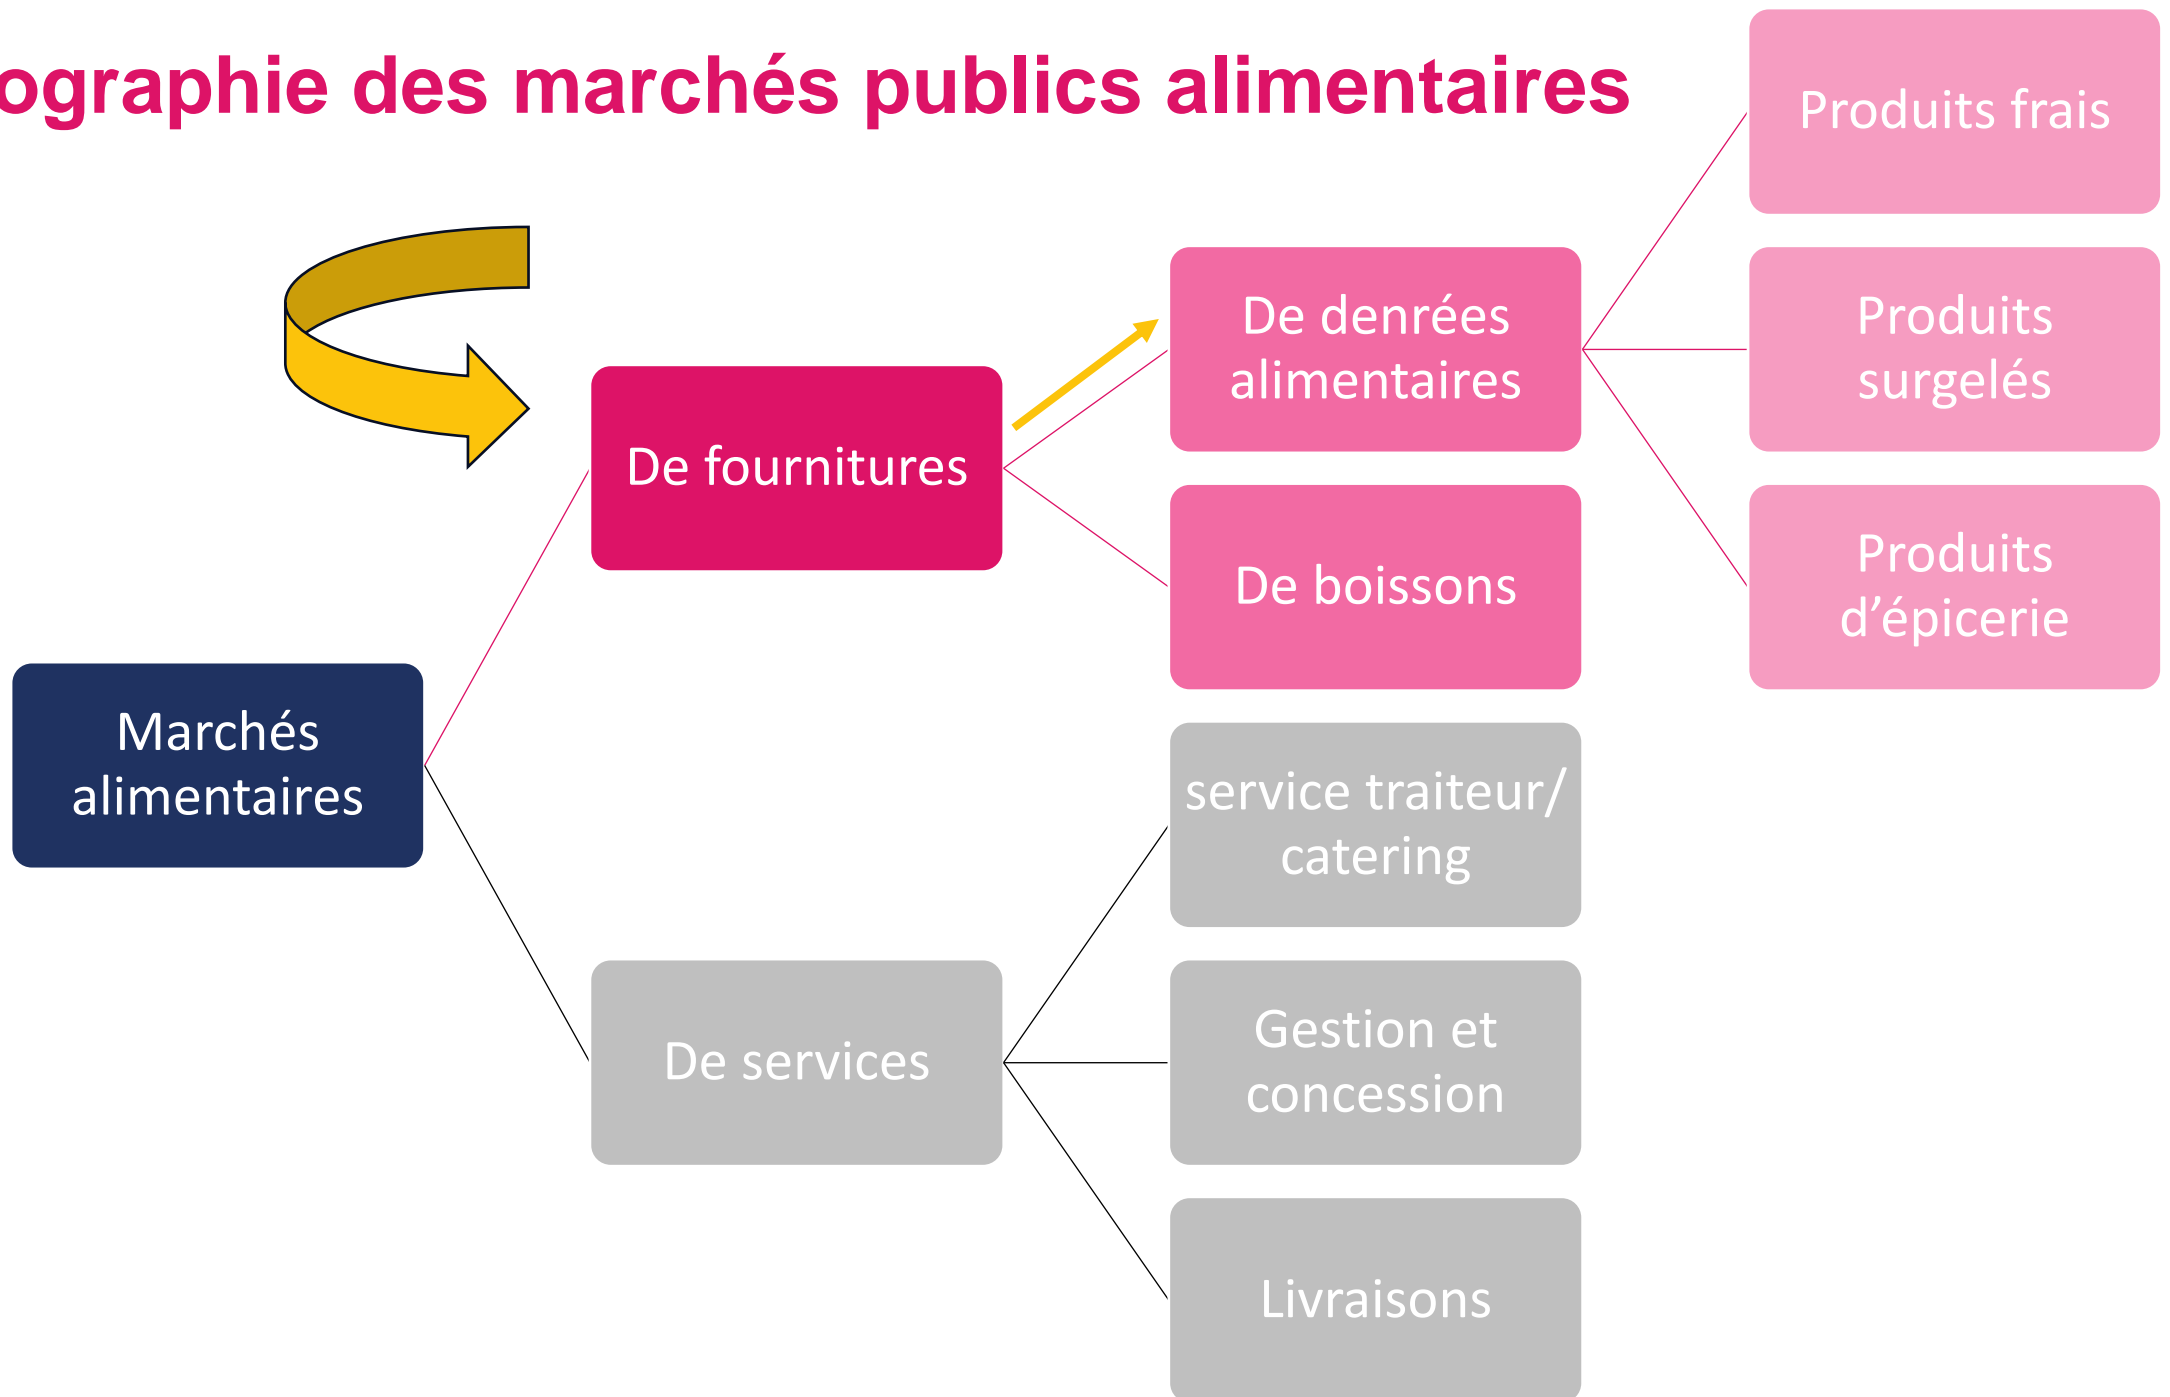 ographie des marchés publics alimentaires
Marchés
alimentaires
De fournitures
De denrées
alimentaires
Produits frais
Produits
surgelés
Produits
d’épicerie
De boissons
De services
service traiteur/
catering
Gestion et
concession
Livraisons